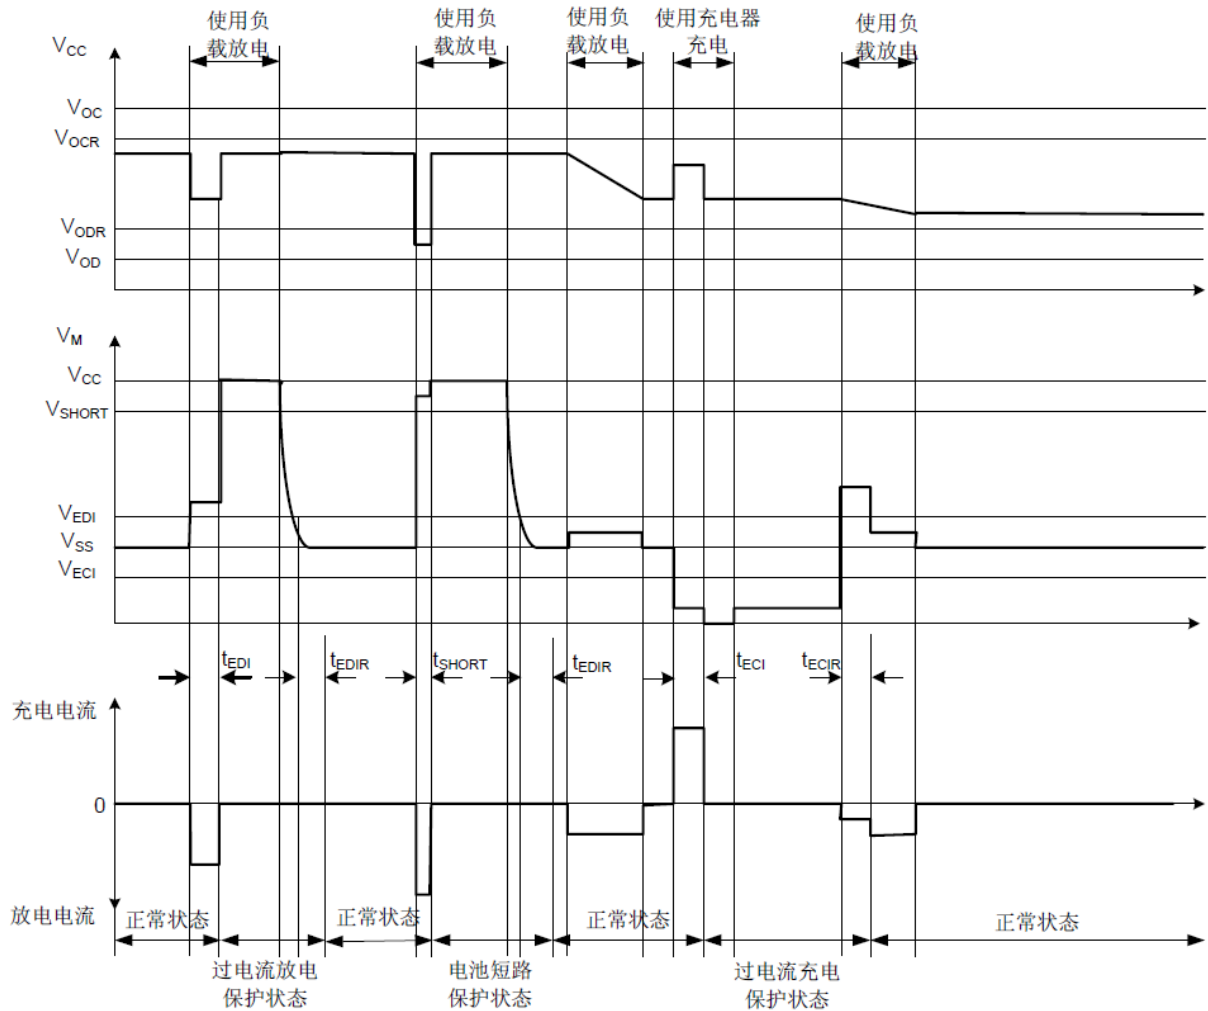 使用负
载放电
使用负
载放电
使用负
载放电
使用充电器
充电
使用负
载放电
VCC
VOC
VOCR
VODR
VOD
VM
VCC
VSHORT
VEDI
VSS
VECI
tEDI
tEDIR
tSHORT
tEDIR
tECI
tECIR
充电电流
0
放电电流
正常状态
正常状态
正常状态
正常状态
过电流放电
保护状态
电池短路
保护状态
过电流充电
保护状态